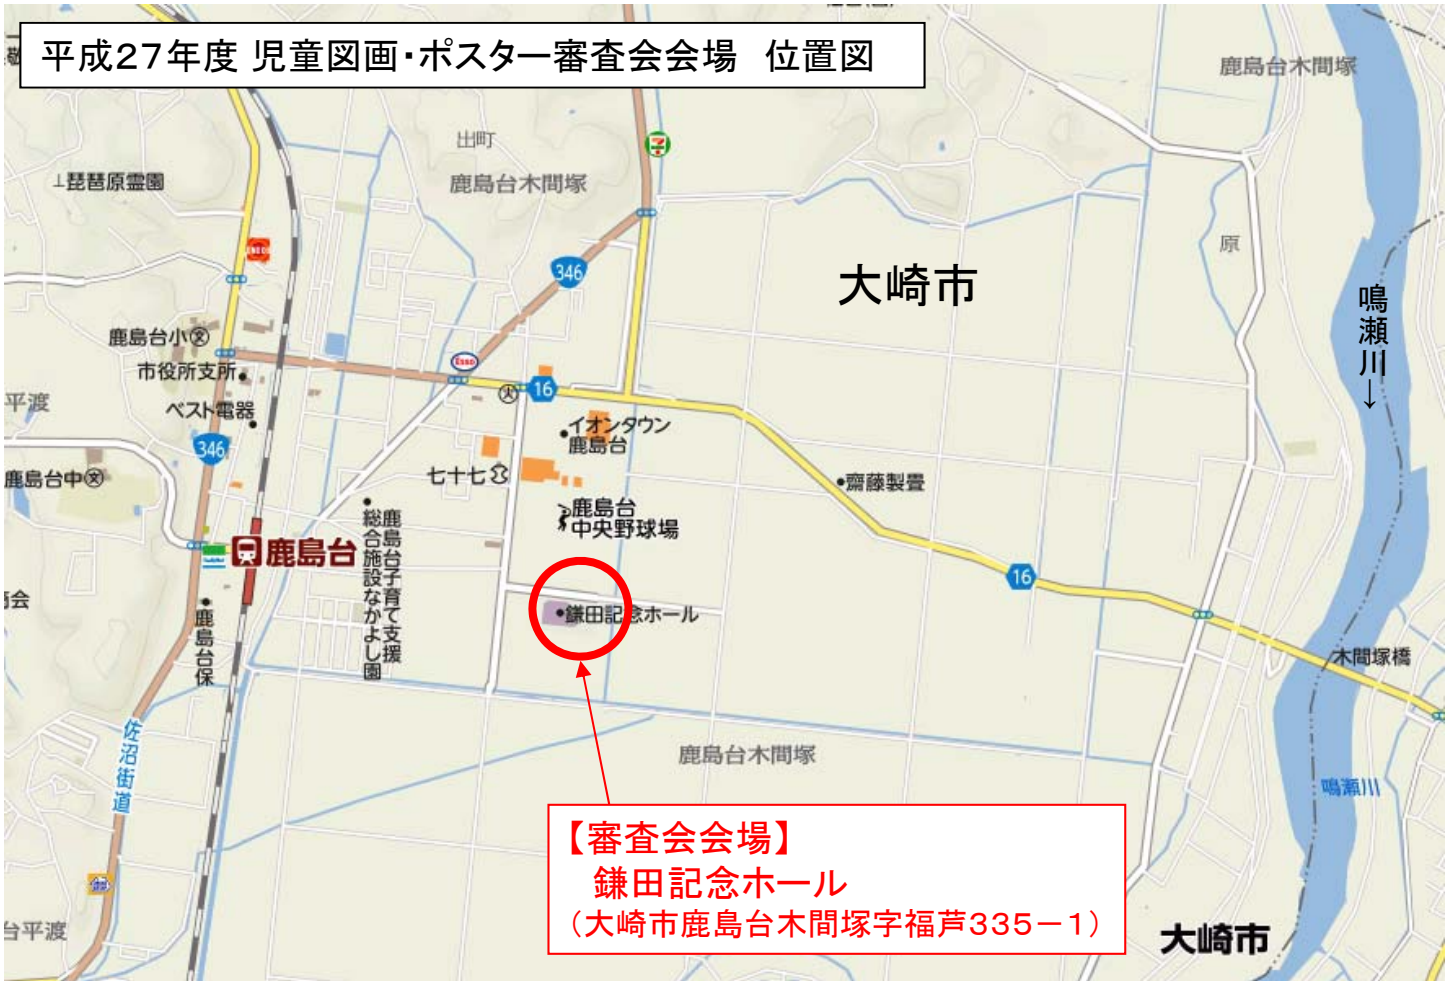 平成27年度 児童図画・ポスター審査会会場　位置図
鹿島台木間塚
出町
鹿島台木間塚
琵琶原霊園
ENEOS
原
346
大崎市
鳴瀬川→
鹿島台小
市役所支所
Esso
16
平渡
ベスト電器
346
イオンタウン
鹿島台
鹿島台中
七十七
齋藤製畳
鹿島台
中央野球場
鹿島台
鹿島台子育て支援
総合施設なかよし園
16
鎌田記念ホール
鹿島台保
木間塚橋
佐沼街道
鹿島台木間塚
鳴瀬川
【審査会会場】
鎌田記念ホール
（大崎市鹿島台木間塚字福芦335－1）
台平渡
大崎市